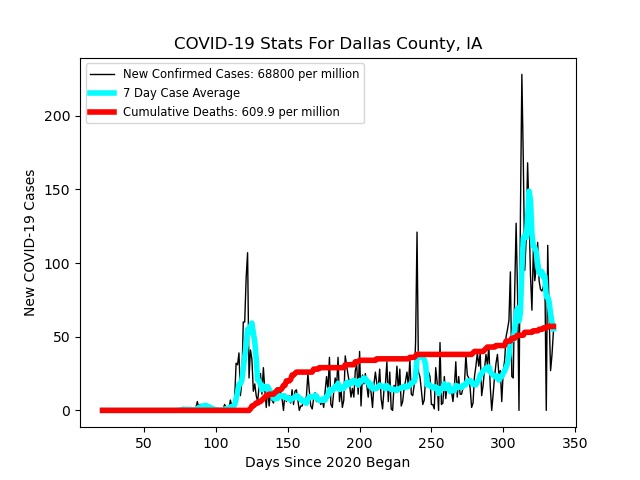 COVID-19 Stats For Dallas County, IA
New Confirmed Cases: 68800 per million
7 Day Case Average
Cumulative Deaths: 609.9 per million
New COVID-19 Cases
200
150
100
50
0
50 100 150 200 250 300 350
Days Since 2020 Began